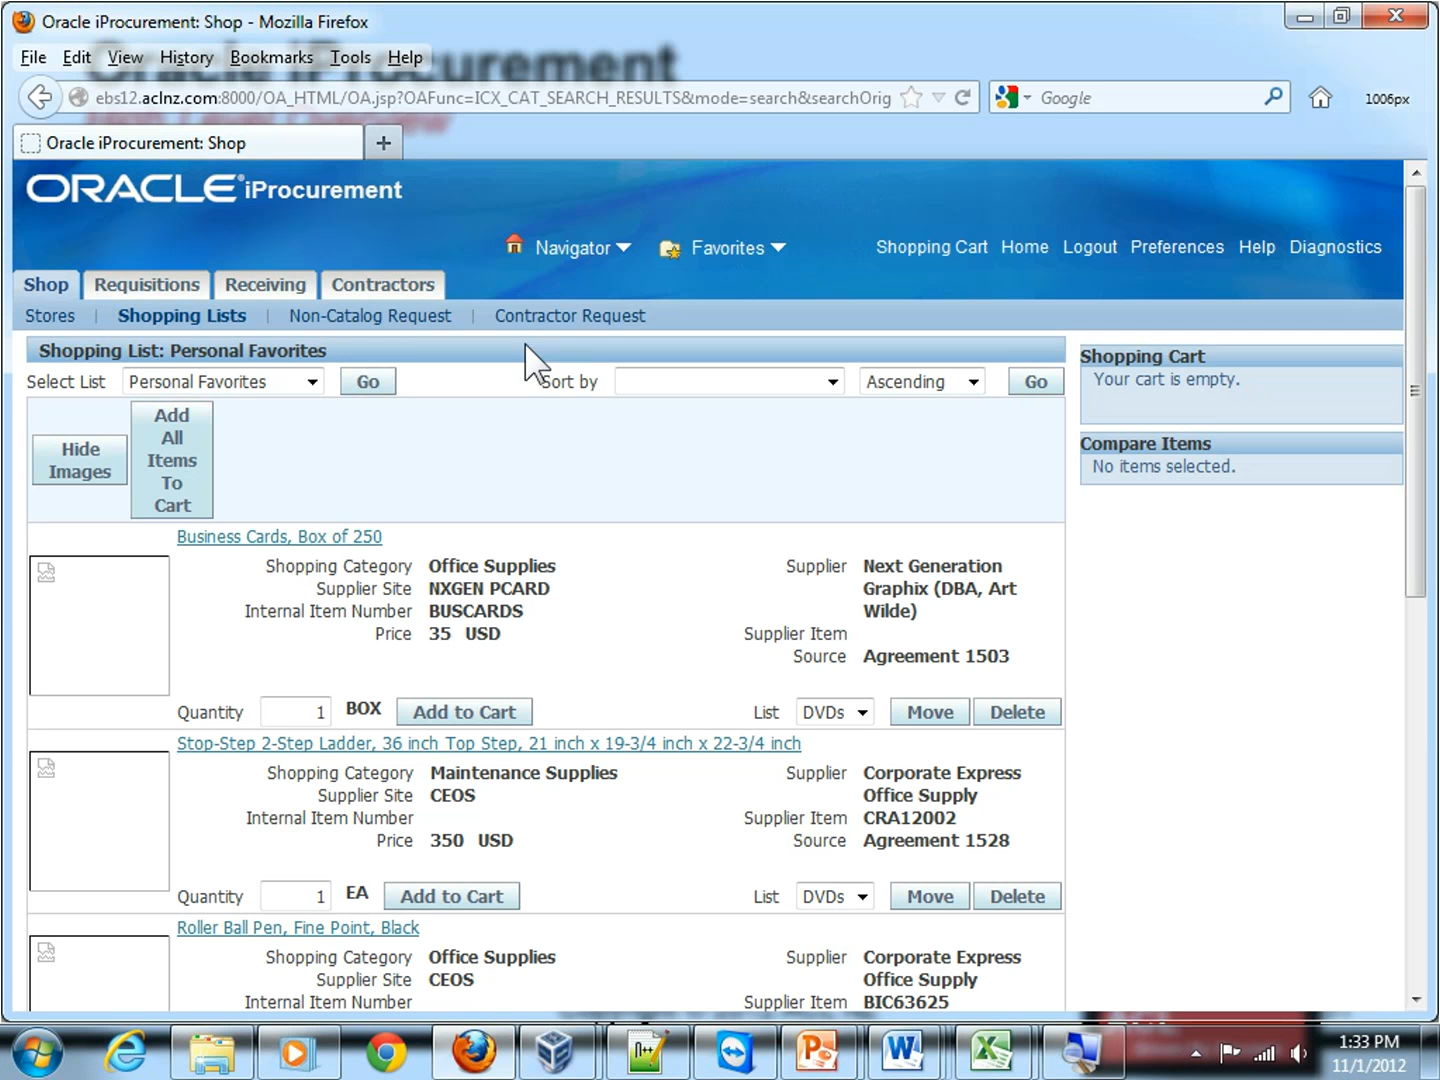 Oracle iProcurement: Shop - Mozilla Firefox
File Edit View History Bookmarks Tools Help
Oracle iProcurement
ebs12.aclnz.com:8000/OA_HTML/OA.jsp?OAFunc=ICX_CAT_SEARCH_RESULTS&mode=search&searchOrig
Google
1006px
High Level Overview
Oracle iProcurement: Shop
ORACLE® iProcurement
Navigator Favorites Shopping Cart Home Logout Preferences Help Diagnostics
Shop Requisitions Receiving Contractors
Stores | Shopping Lists | Non-Catalog Request | Contractor Request
Shopping List: Personal Favorites
Select List Personal Favorites Go Sort by Ascending Go
Hide Images
Add All Items To Cart
Shopping Cart
Your cart is empty.
Compare Items
No items selected.
Business Cards, Box of 250
Shopping Category Office Supplies Supplier Next Generation
Supplier Site NXGEN PCARD Graphix (DBA, Art
Internal Item Number BUSCARDS Wilde)
Price 35 USD Supplier Item
Source Agreement 1503
Quantity 1 BOX Add to Cart List DVDs Move Delete
Stop-Step 2-Step Ladder, 36 inch Top Step, 21 inch x 19-3/4 inch x 22-3/4 inch
Shopping Category Maintenance Supplies Supplier Corporate Express
Supplier Site CEOS Office Supply
Internal Item Number Supplier Item CRA12002
Price 350 USD Source Agreement 1528
Quantity 1 EA Add to Cart List DVDs Move Delete
Roller Ball Pen, Fine Point, Black
Shopping Category Office Supplies Supplier Corporate Express
Supplier Site CEOS Office Supply
Internal Item Number Supplier Item BIC63625
1:33 PM
11/1/2012